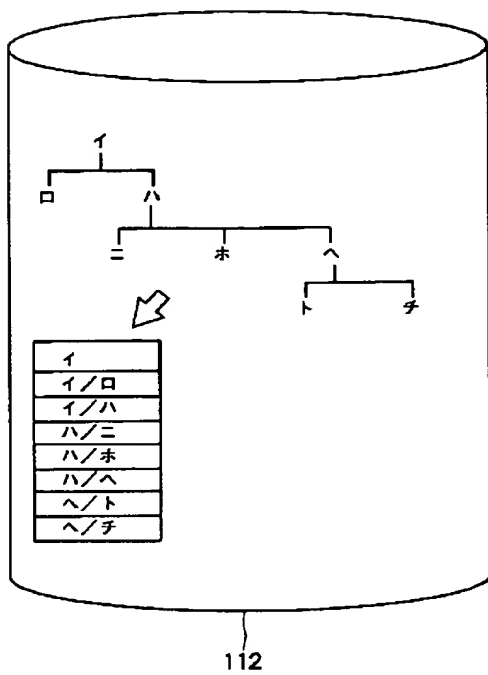 イ
ロ ハ
ニ ホ ヘ
ト チ
イ
イ/ロ
イ/ハ
ハ/ニ
ハ/ホ
ハ/ヘ
ヘ/ト
ヘ/チ
112